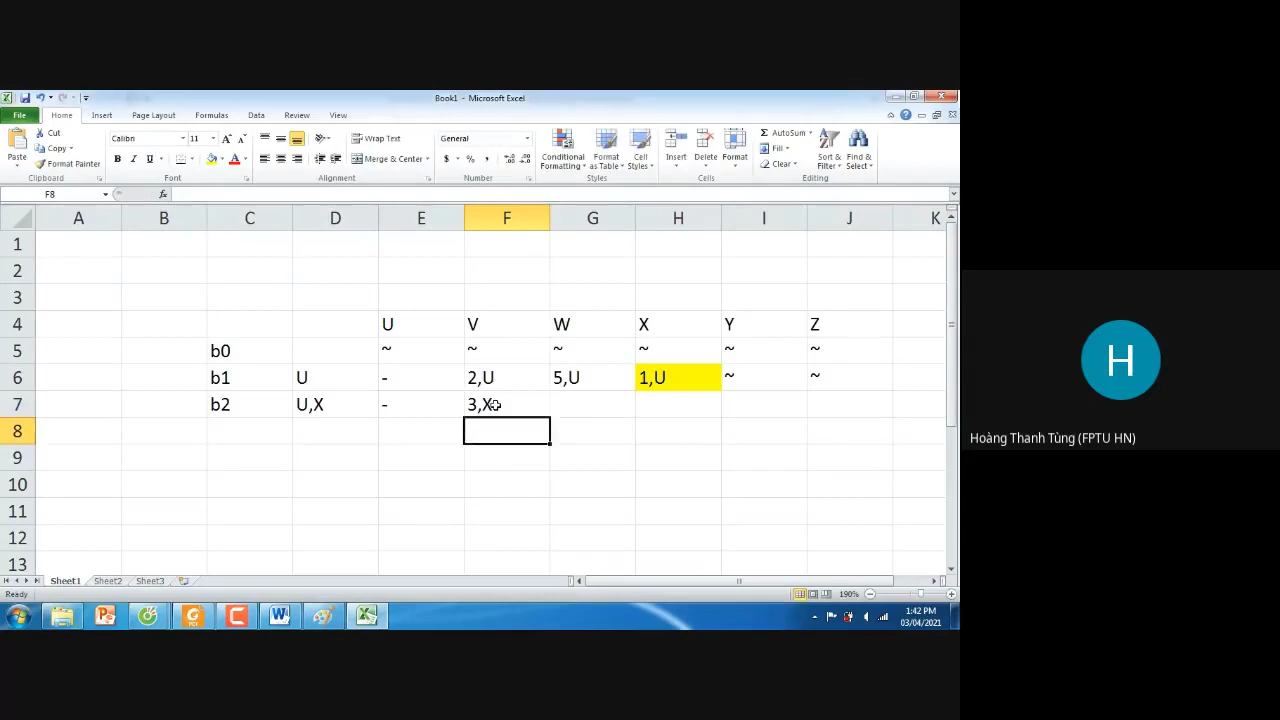 Book1 - Microsoft Excel
File Home Insert Page Layout Formulas Data Review View
Paste Cut Copy Format Painter Clipboard
Calibri 11 A A B I U A Font
Wrap Text Merge & Center Alignment
General $ % , Number
Conditional Formatting Format as Table Cell Styles Styles
Insert Delete Format Cells
Σ AutoSum Fill Clear Sort & Filter Find & Select Editing
F8 fx
A B C D E F G H I J K
1
2
3
4 U V W X Y Z
5 b0 ~ ~ ~ ~ ~ ~
6 b1 U - 2,U 5,U 1,U ~ ~
7 b2 U,X - 3,X
8
9
10
11
12
13
Sheet1 Sheet2 Sheet3
Ready 190%
1:42 PM
03/04/2021
H
Hoàng Thanh Tùng (FPTU HN)